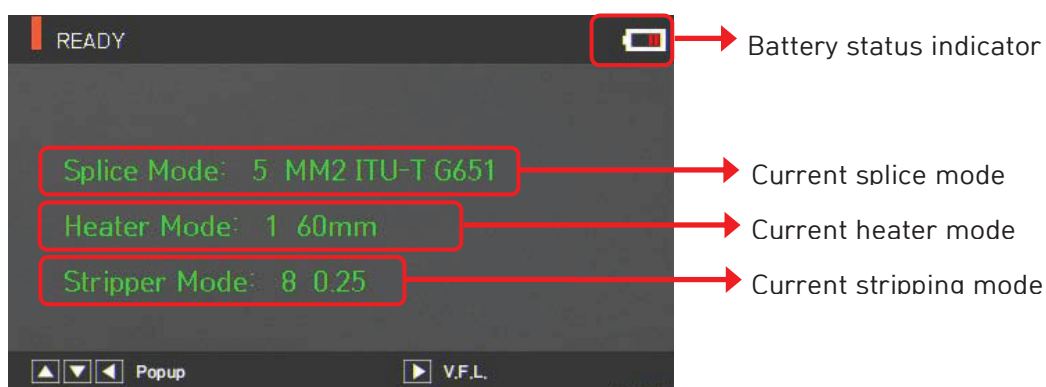 READY
Battery status indicator
Splice Mode: 5 MM2 ITU-T G651
Current splice mode
Heater Mode: 1 60mm
Current heater mode
Stripper Mode: 8 0.25
Current stripping mode
Popup
V.F.L.